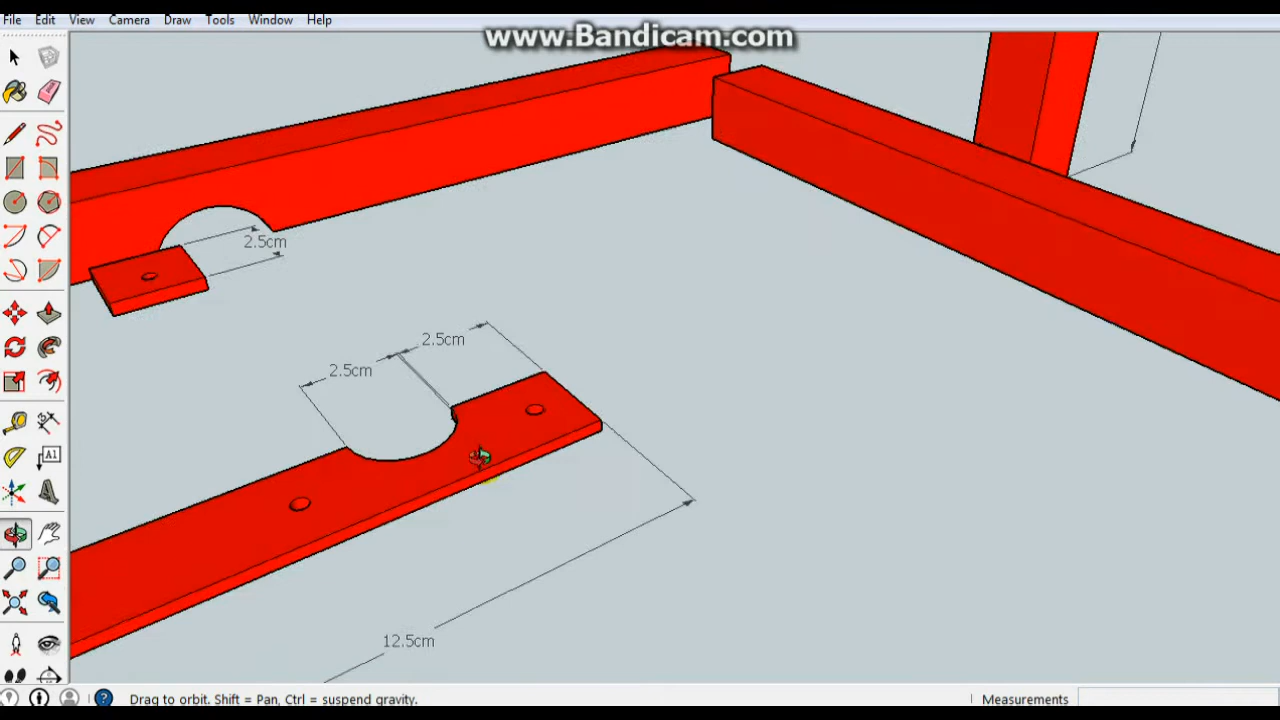 File Edit View Camera Draw Tools Window Help
www.Bandicam.com
2.5cm
2.5cm
2.5cm
12.5cm
A1
? Drag to orbit. Shift = Pan, Ctrl = suspend gravity. Measurements